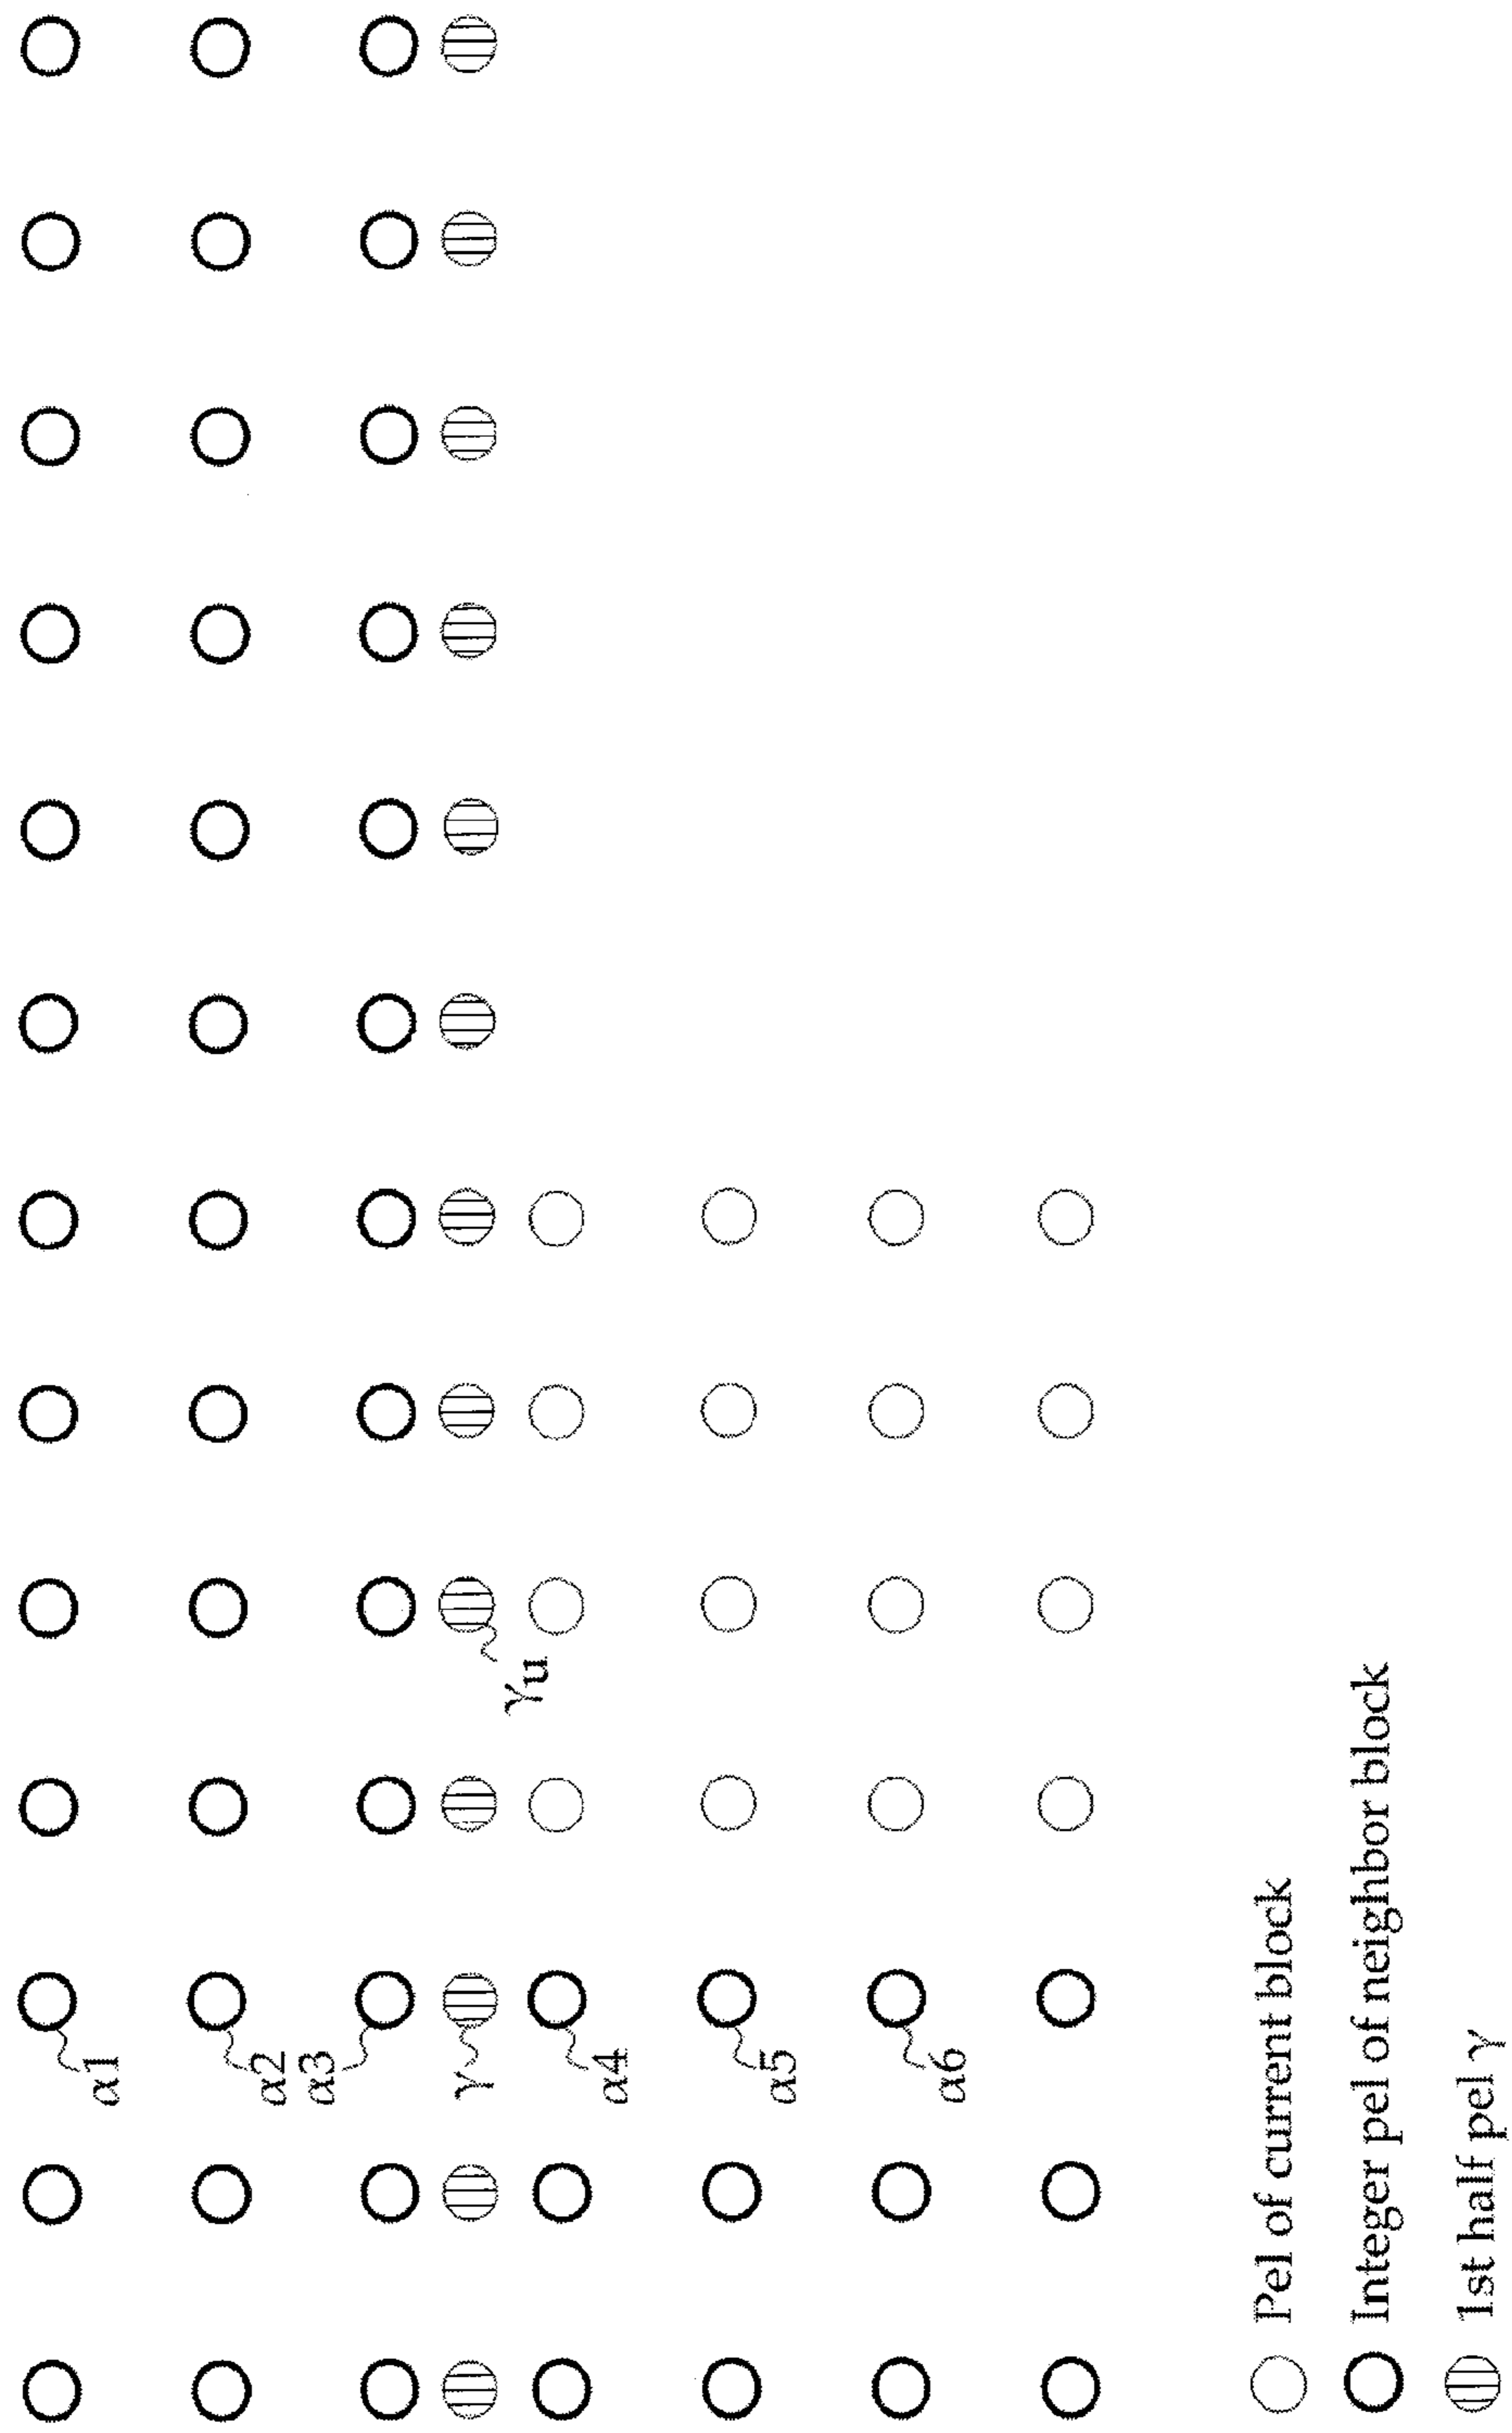 α1
α2
α3
γ
α4
α5
α6
γu
Pel of current block
Integer pel of neighbor block
1st half pel γ